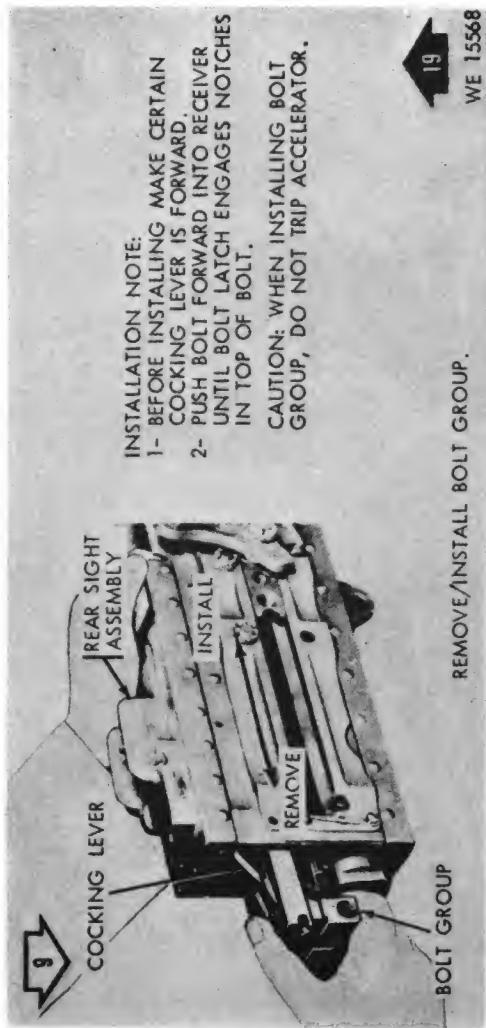 9
COCKING LEVER
REAR SIGHT
ASSEMBLY
INSTALL
REMOVE
BOLT GROUP
INSTALLATION NOTE:
1- BEFORE INSTALLING MAKE CERTAIN
COCKING LEVER IS FORWARD.
2- PUSH BOLT FORWARD INTO RECEIVER
UNTIL BOLT LATCH ENGAGES NOTCHES
IN TOP OF BOLT.
CAUTION: WHEN INSTALLING BOLT
GROUP, DO NOT TRIP ACCELERATOR.
REMOVE/INSTALL BOLT GROUP.
19
WE 15568